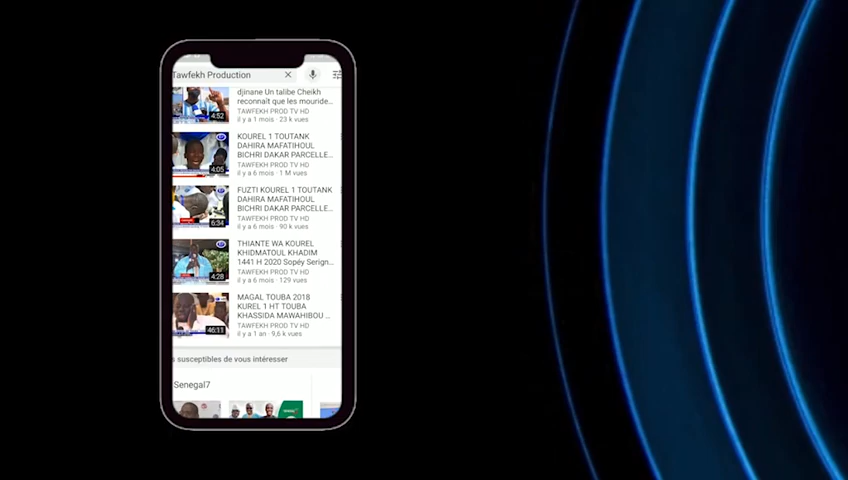 Tawfekh Production
djinane Un talibe Cheikh
reconnaît que les mouride...
TAWFEKH PROD TV HD
il y a 1 mois · 23 k vues
4:52
KOUREL 1 TOUTANK
DAHIRA MAFATIHOUL
BICHRI DAKAR PARCELLE...
TAWFEKH PROD TV HD
il y a 6 mois · 1 M vues
4:05
FUZTI KOUREL 1 TOUTANK
DAHIRA MAFATIHOUL
BICHRI DAKAR PARCELLE...
TAWFEKH PROD TV HD
il y a 6 mois · 90 k vues
6:34
THIANTE WA KOUREL
KHIDMATOUL KHADIM
1441 H 2020 Sopéy Serign...
TAWFEKH PROD TV HD
il y a 6 mois · 129 vues
4:28
MAGAL TOUBA 2018
KUREL 1 HT TOUBA
KHASSIDA MAWAHIBOU ...
TAWFEKH PROD TV HD
il y a 1 an · 9,6 k vues
46:11
s susceptibles de vous intéresser
Senegal7